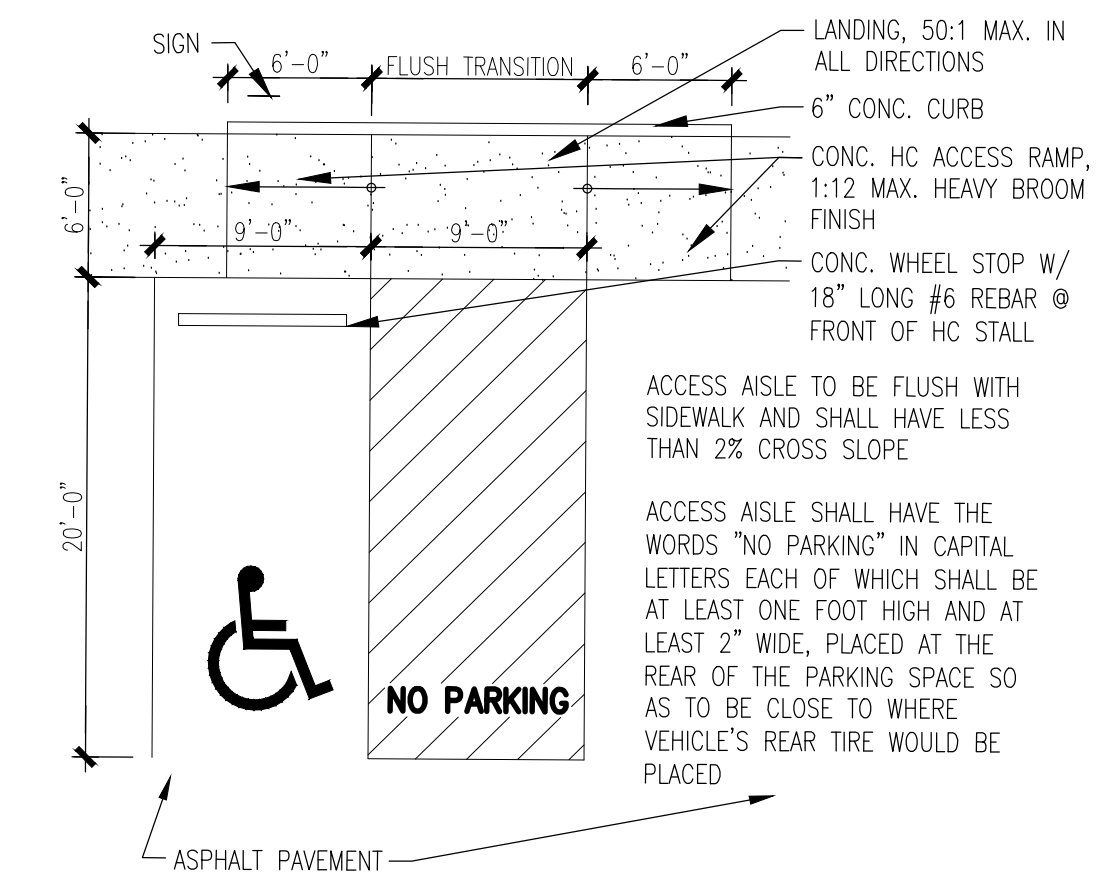 SIGN
6'-0"
FLUSH TRANSITION
6'-0"
LANDING, 50:1 MAX. IN
ALL DIRECTIONS
6" CONC. CURB
CONC. HC ACCESS RAMP,
1:12 MAX. HEAVY BROOM
FINISH
6'-0"
9'-0"
9'-0"
CONC. WHEEL STOP W/
18" LONG #6 REBAR @
FRONT OF HC STALL
ACCESS AISLE TO BE FLUSH WITH
SIDEWALK AND SHALL HAVE LESS
THAN 2% CROSS SLOPE
20'-0"
ACCESS AISLE SHALL HAVE THE
WORDS "NO PARKING" IN CAPITAL
LETTERS EACH OF WHICH SHALL BE
AT LEAST ONE FOOT HIGH AND AT
LEAST 2" WIDE, PLACED AT THE
REAR OF THE PARKING SPACE SO
AS TO BE CLOSE TO WHERE
VEHICLE'S REAR TIRE WOULD BE
PLACED
NO PARKING
ASPHALT PAVEMENT